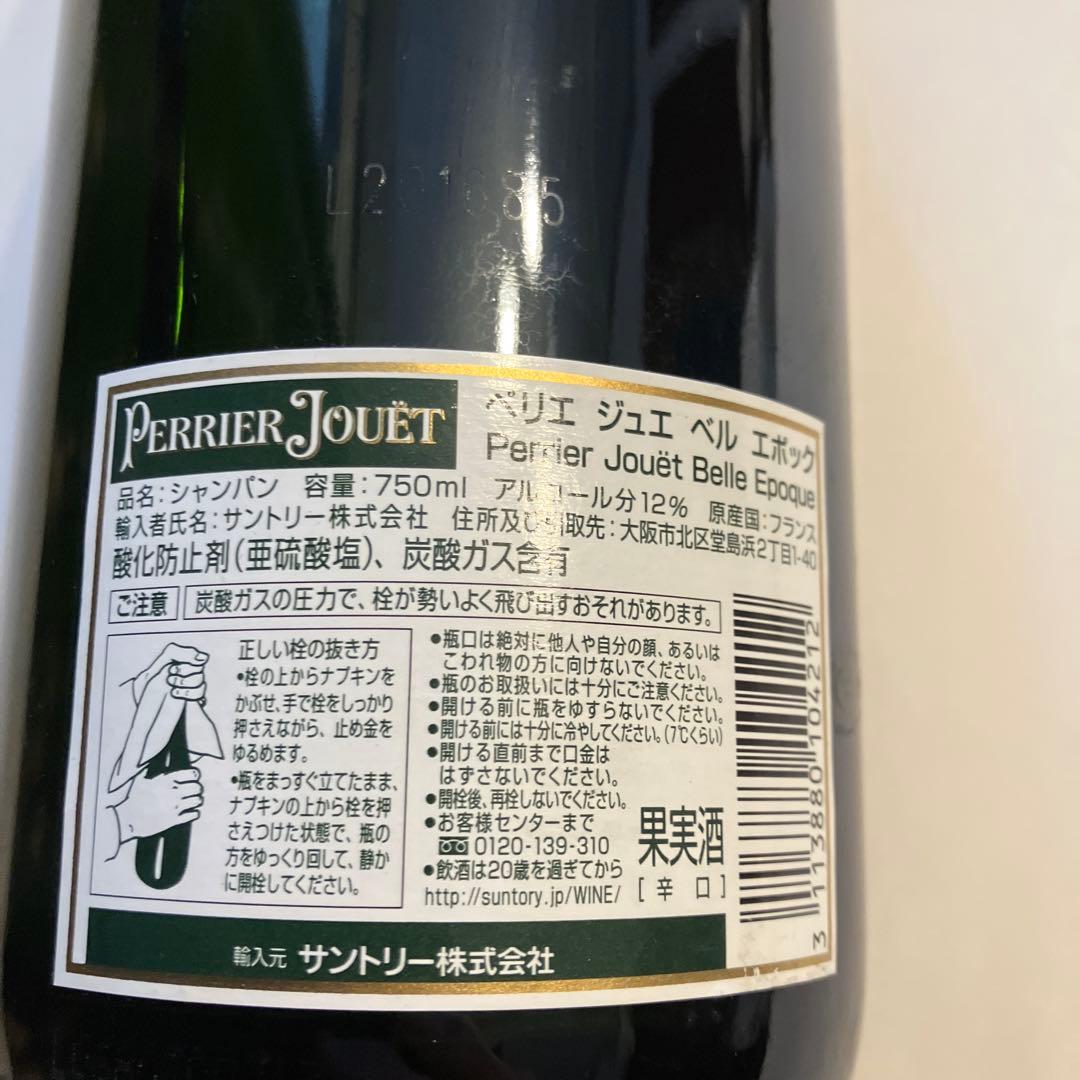 L201685
PERRIER JOUËT
ペリエ ジュエ ベル エポック
Perrier Jouët Belle Epoque
品名:シャンパン 容量:750ml アルコール分12% 原産国:フランス
輸入者氏名:サントリー株式会社 住所及び引取先:大阪市北区堂島浜2丁目1-40
酸化防止剤(亜硫酸塩)、炭酸ガス含有
ご注意 炭酸ガスの圧力で、栓が勢いよく飛び出すおそれがあります。
正しい栓の抜き方
•栓の上からナプキンを
かぶせ、手で栓をしっかり
押さえながら、止め金を
ゆるめます。
•瓶をまっすぐ立てたまま、
ナプキンの上から栓を押
さえつけた状態で、瓶の
方をゆっくり回して、静か
に開栓してください。
●瓶口は絶対に他人や自分の顔、あるいは
こわれ物の方に向けないでください。
●瓶のお取扱いには十分にご注意ください。
●開ける前に瓶をゆすらないでください。
●開ける前には十分に冷やしてください。(7℃くらい)
●開ける直前まで口金は
はずさないでください。
●開栓後、再栓しないでください。
●お客様センターまで
0120-139-310
●飲酒は20歳を過ぎてから
http://suntory.jp/WINE/
果実酒
[辛口]
3113880104212
輸入元 サントリー株式会社